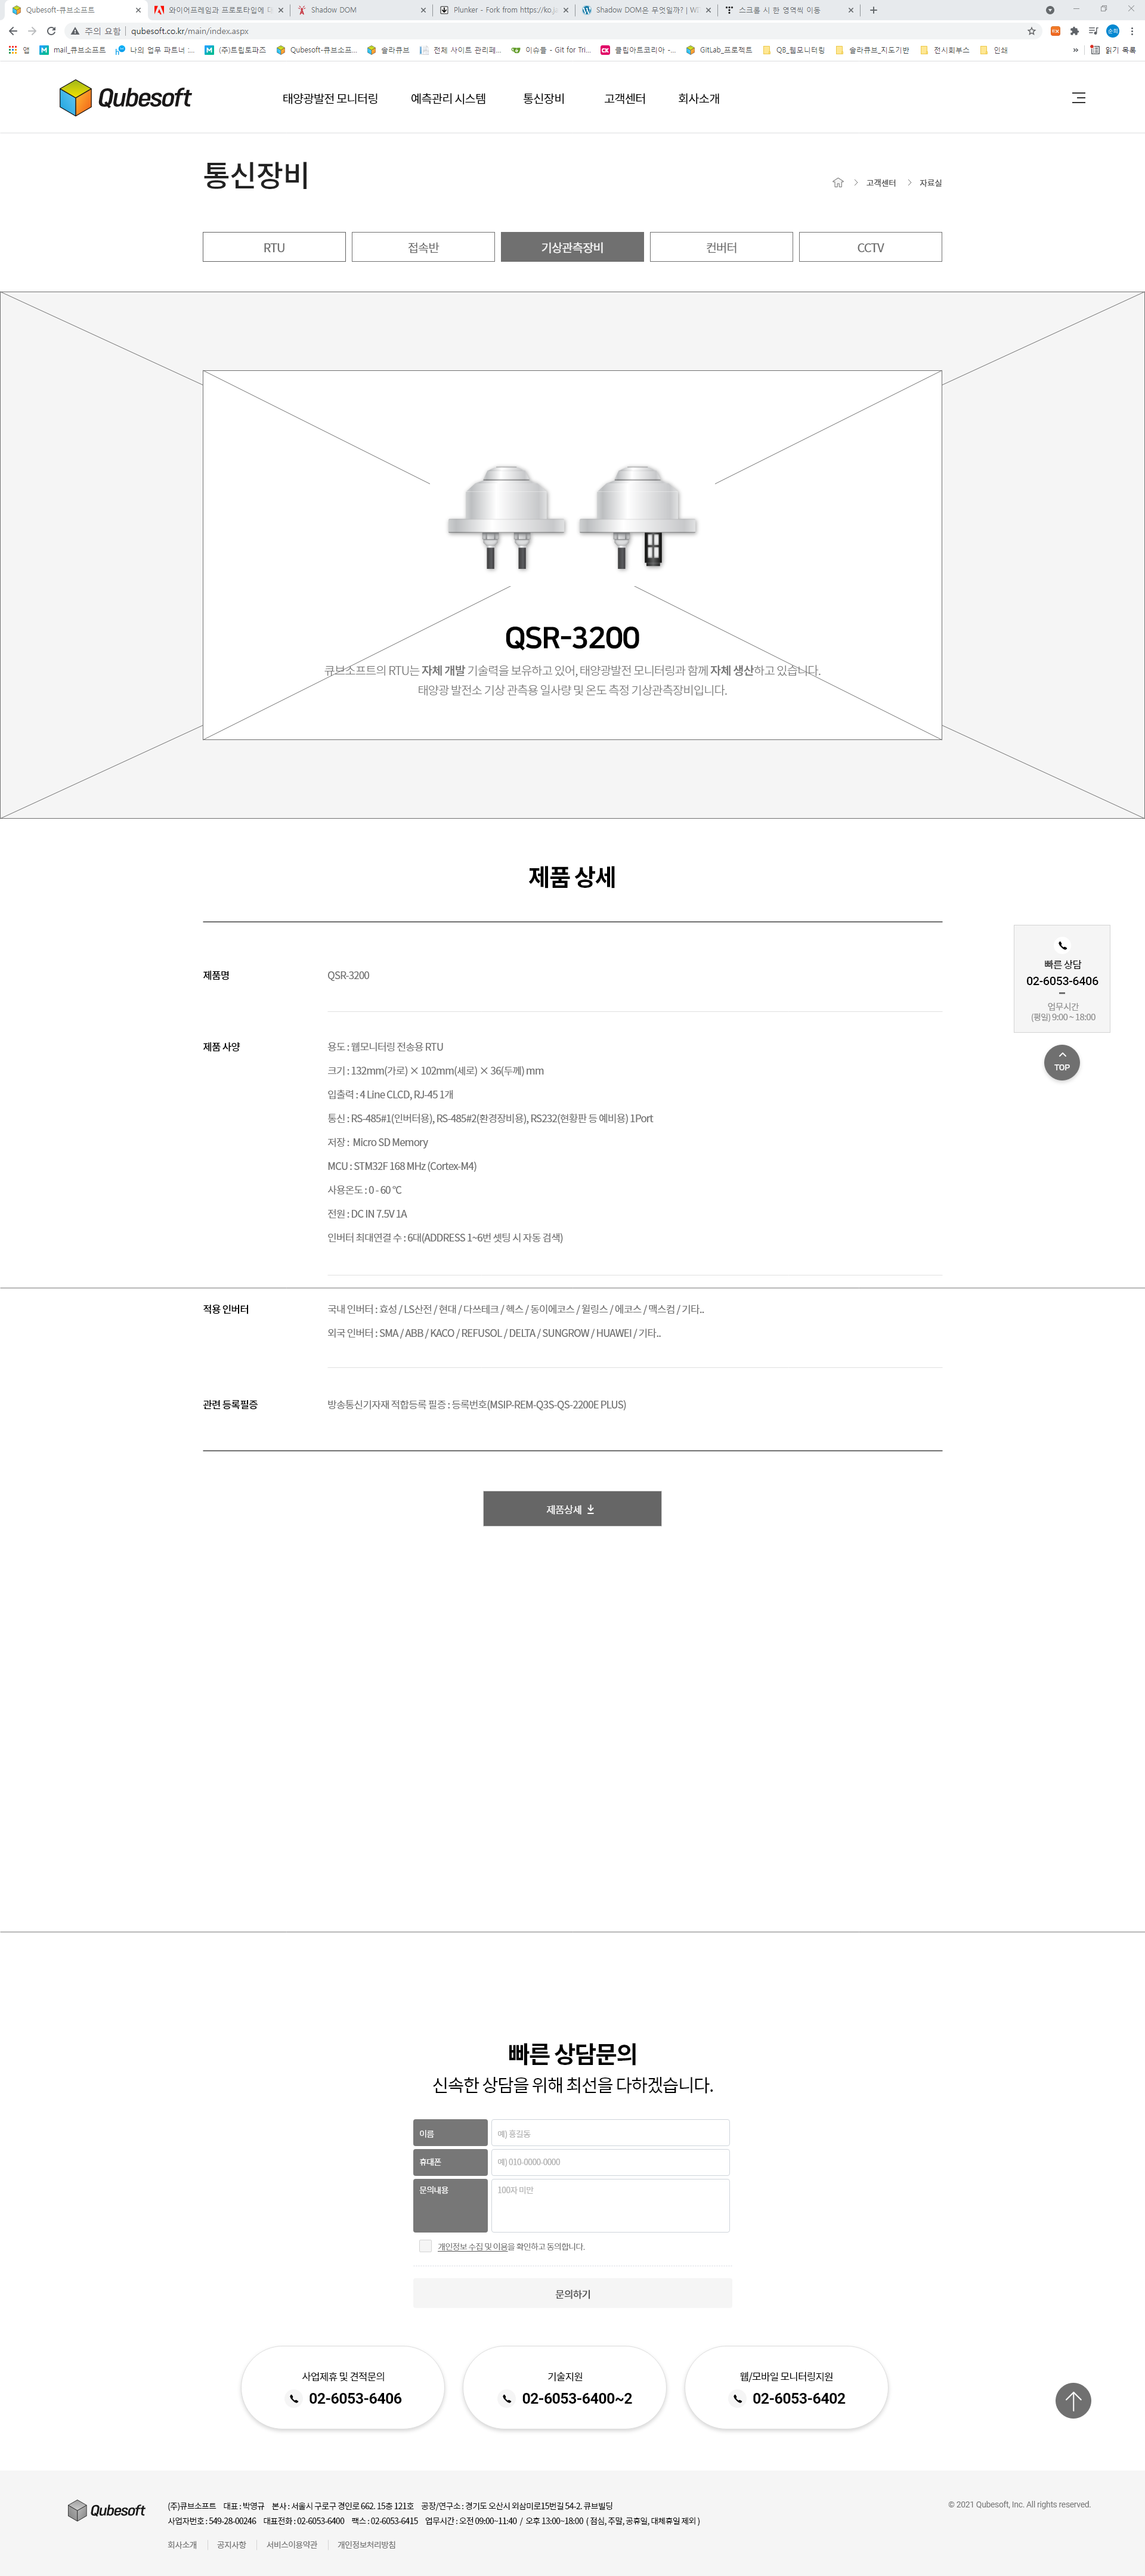 Qubesoft-큐브소프트
와이어프레임과 프로토타입에 대
Shadow DOM
Plunker - Fork from https://ko.ja
Shadow DOM은 무엇일까? | WI
스크롤 시 한 영역씩 이동
주의 요함 | qubesoft.co.kr/main/index.aspx
앱
mail_큐브소프트
나의 업무 파트너 :...
(주)트립토파즈
Qubesoft-큐브소프...
솔라큐브
전체 사이트 관리페...
이슈들 - Git for Tri...
클립아트코리아 -...
GitLab_프로젝트
Q8_웹모니터링
솔라큐브_지도기반
전시회부스
인쇄
»
읽기 목록
Qubesoft
태양광발전 모니터링
예측관리 시스템
통신장비
고객센터
회사소개
통신장비
고객센터 > 자료실
RTU
접속반
기상관측장비
컨버터
CCTV
QSR-3200
큐브소프트의 RTU는 자체 개발 기술력을 보유하고 있어, 태양광발전 모니터링과 함께 자체 생산하고 있습니다.
태양광 발전소 기상 관측용 일사량 및 온도 측정 기상관측장비입니다.
제품 상세
빠른 상담
02-6053-6406
업무시간
(평일) 9:00 ~ 18:00
TOP
제품명
QSR-3200
제품 사양
용도 : 웹모니터링 전송용 RTU
크기 : 132mm(가로) × 102mm(세로) × 36(두께) mm
입출력 : 4 Line CLCD, RJ-45 1개
통신 : RS-485#1(인버터용), RS-485#2(환경장비용), RS232(현황판 등 예비용) 1Port
저장 : Micro SD Memory
MCU : STM32F 168 MHz (Cortex-M4)
사용온도 : 0 - 60 ℃
전원 : DC IN 7.5V 1A
인버터 최대연결 수 : 6대(ADDRESS 1~6번 셋팅 시 자동 검색)
적용 인버터
국내 인버터 : 효성 / LS산전 / 현대 / 다쓰테크 / 헥스 / 동이에코스 / 윌링스 / 에코스 / 맥스컴 / 기타..
외국 인버터 : SMA / ABB / KACO / REFUSOL / DELTA / SUNGROW / HUAWEI / 기타..
관련 등록필증
방송통신기자재 적합등록 필증 : 등록번호(MSIP-REM-Q3S-QS-2200E PLUS)
제품상세
빠른 상담문의
신속한 상담을 위해 최선을 다하겠습니다.
이름
예) 홍길동
휴대폰
예) 010-0000-0000
문의내용
100자 미만
개인정보 수집 및 이용을 확인하고 동의합니다.
문의하기
사업제휴 및 견적문의
02-6053-6406
기술지원
02-6053-6400~2
웹/모바일 모니터링지원
02-6053-6402
Qubesoft
(주)큐브소프트 대표 : 박영규 본사 : 서울시 구로구 경인로 662. 15층 121호 공장/연구소 : 경기도 오산시 외삼미로15번길 54-2. 큐브빌딩
사업자번호 : 549-28-00246 대표전화 : 02-6053-6400 팩스 : 02-6053-6415 업무시간 : 오전 09:00~11:40 / 오후 13:00~18:00 ( 점심, 주말, 공휴일, 대체휴일 제외 )
회사소개 | 공지사항 | 서비스이용약관 | 개인정보처리방침
© 2021 Qubesoft, Inc. All rights reserved.